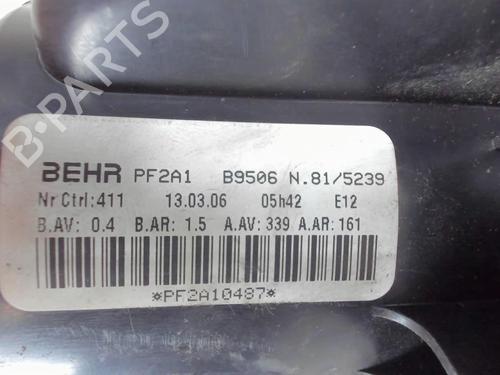 B-PARTS
BEHR PF2A1 B9506 N.81/5239
Nr Ctrl:411 13.03.06 05h42 E12
B.AV: 0.4 B.AR: 1.5 A.AV: 339 A.AR: 161
*PF2A10487*